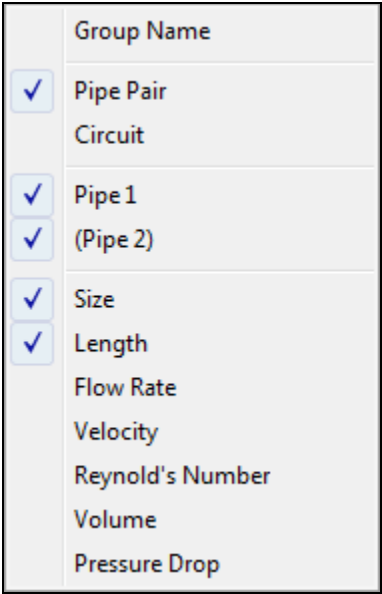 Group Name
Pipe Pair
Circuit
Pipe 1
(Pipe 2)
Size
Length
Flow Rate
Velocity
Reynold's Number
Volume
Pressure Drop